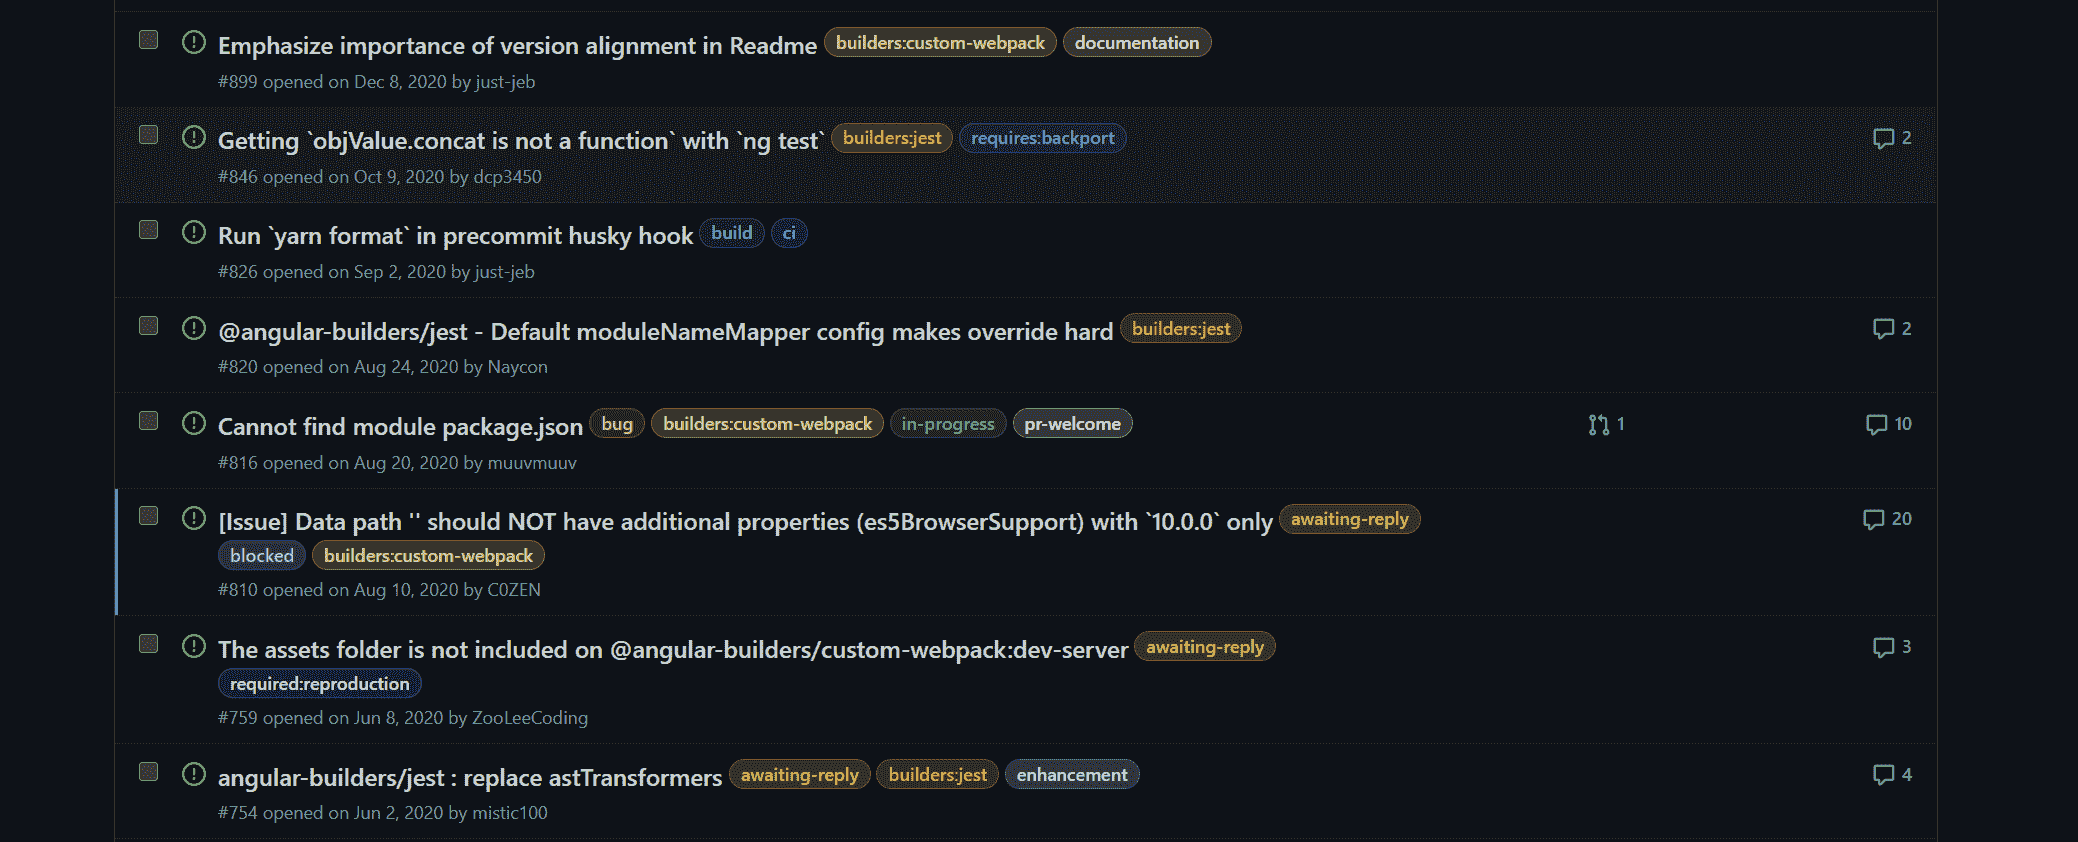 Emphasize importance of version alignment in Readme builders:custom-webpack documentation
#899 opened on Dec 8, 2020 by just-jeb
Getting `objValue.concat is not a function` with `ng test` builders:jest requires:backport 2
#846 opened on Oct 9, 2020 by dcp3450
Run `yarn format` in precommit husky hook build ci
#826 opened on Sep 2, 2020 by just-jeb
@angular-builders/jest - Default moduleNameMapper config makes override hard builders:jest 2
#820 opened on Aug 24, 2020 by Naycon
Cannot find module package.json bug builders:custom-webpack in-progress pr-welcome 1 10
#816 opened on Aug 20, 2020 by muuvmuuv
[Issue] Data path '' should NOT have additional properties (es5BrowserSupport) with `10.0.0` only awaiting-reply 20
blocked builders:custom-webpack
#810 opened on Aug 10, 2020 by C0ZEN
The assets folder is not included on @angular-builders/custom-webpack:dev-server awaiting-reply 3
required:reproduction
#759 opened on Jun 8, 2020 by ZooLeeCoding
angular-builders/jest : replace astTransformers awaiting-reply builders:jest enhancement 4
#754 opened on Jun 2, 2020 by mistic100